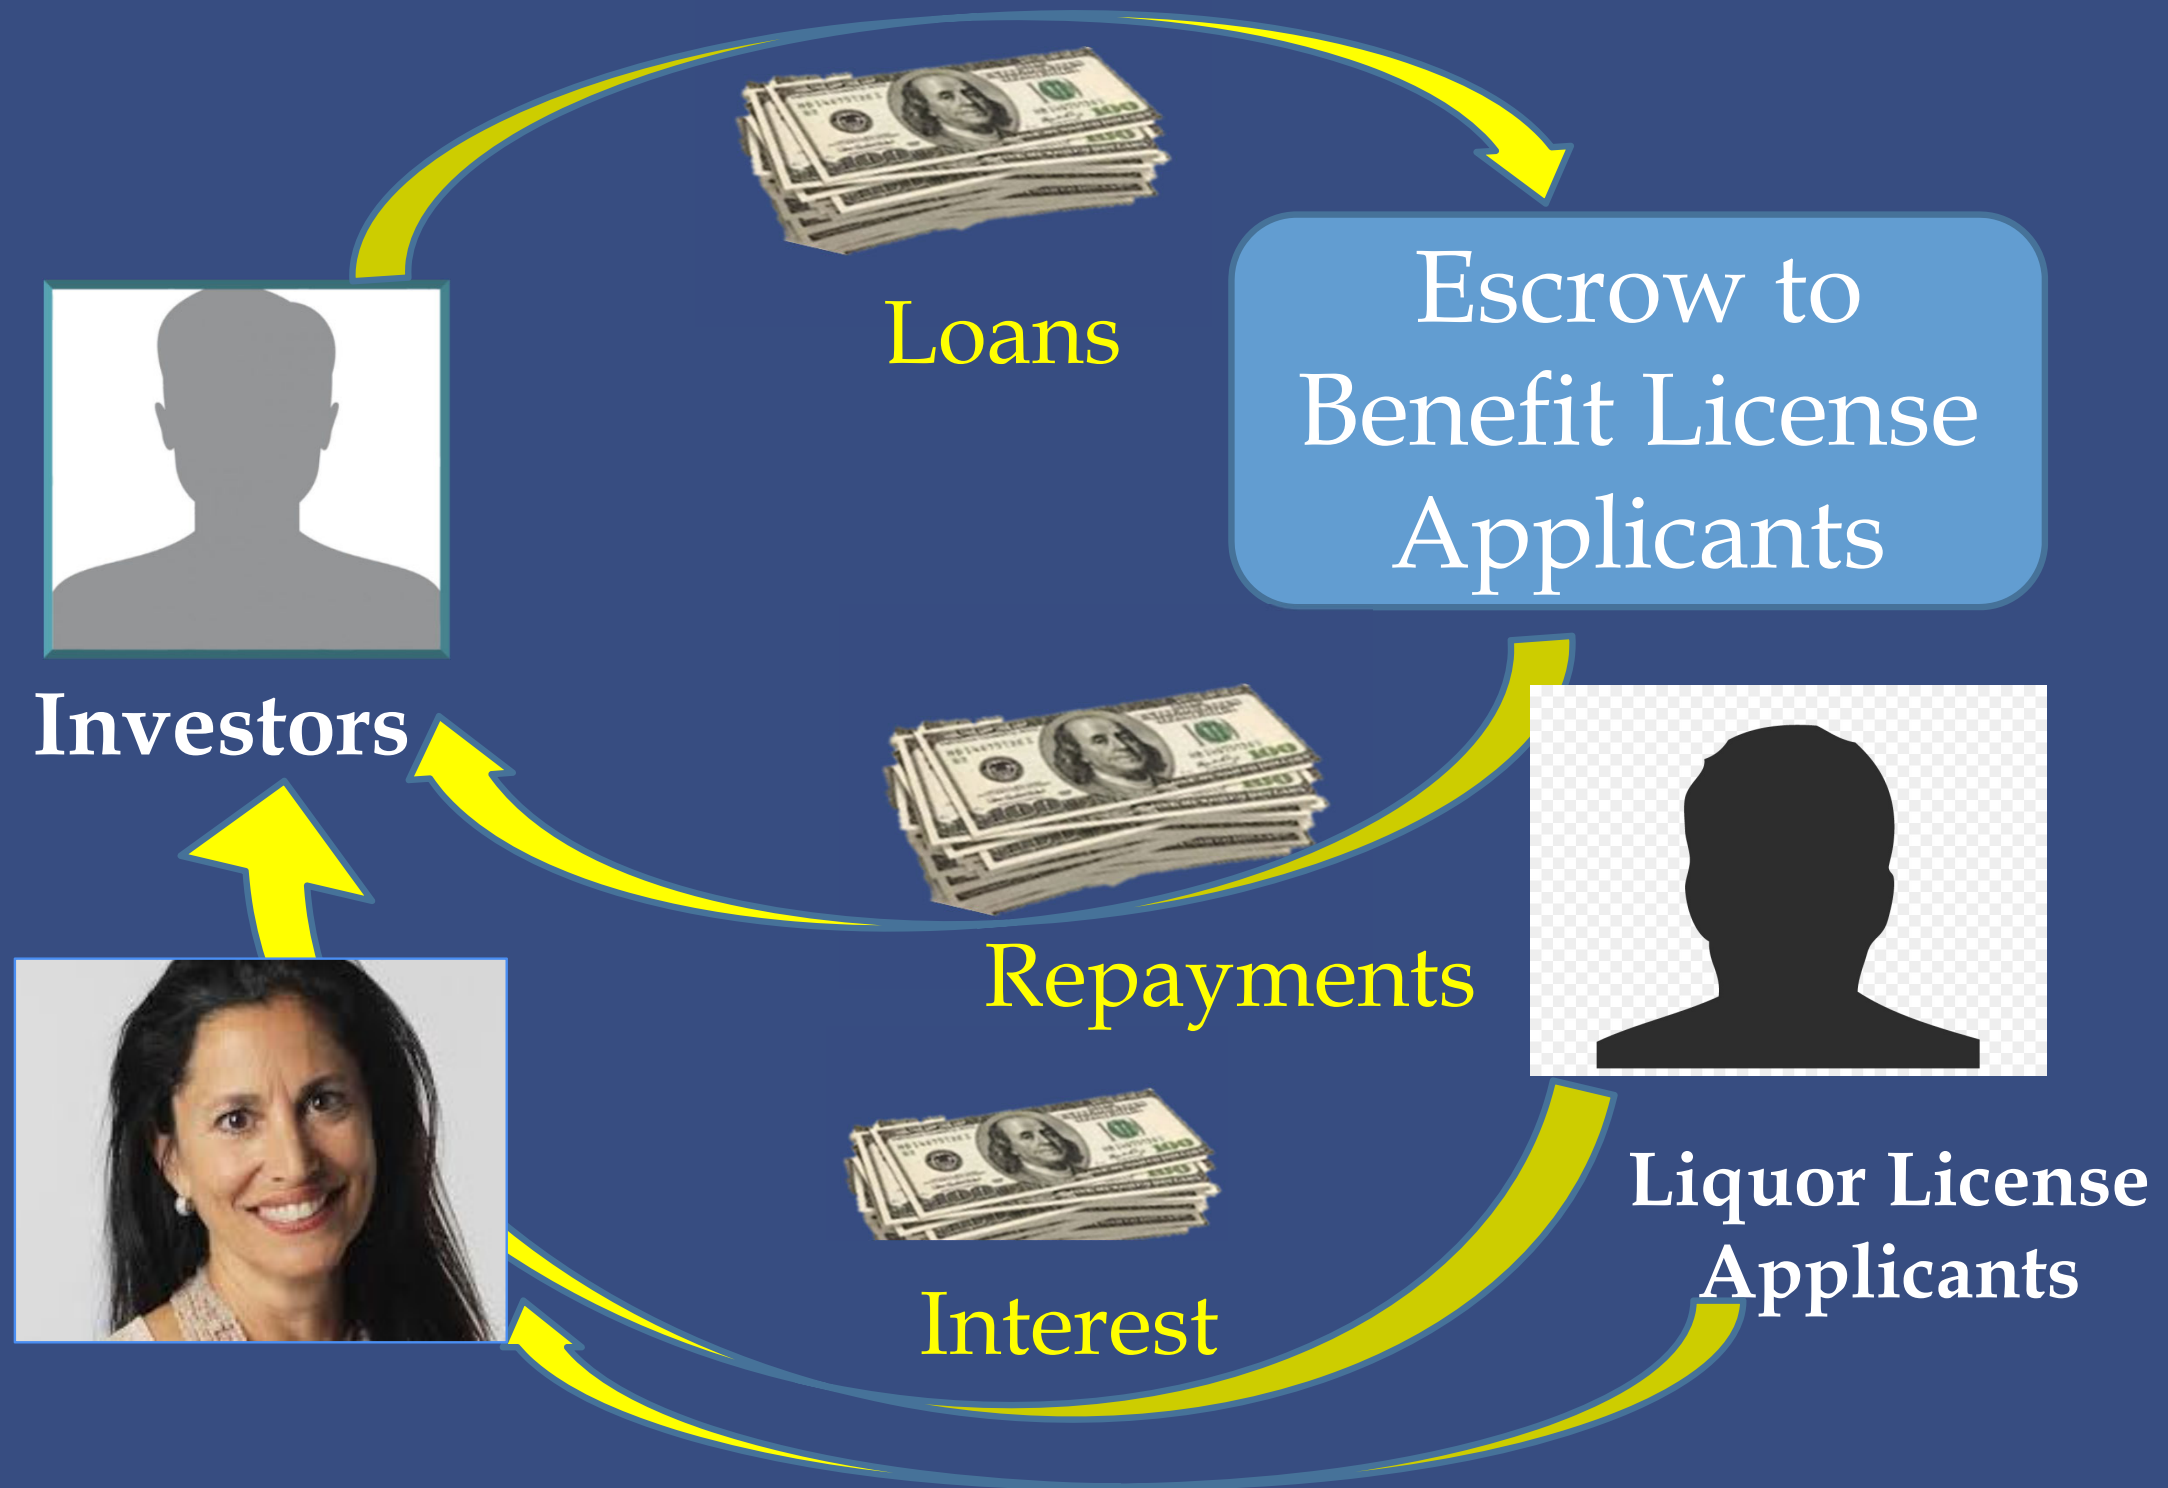 Loans
Escrow to
Benefit License
Applicants
Investors
Repayments
Liquor License
Applicants
Interest